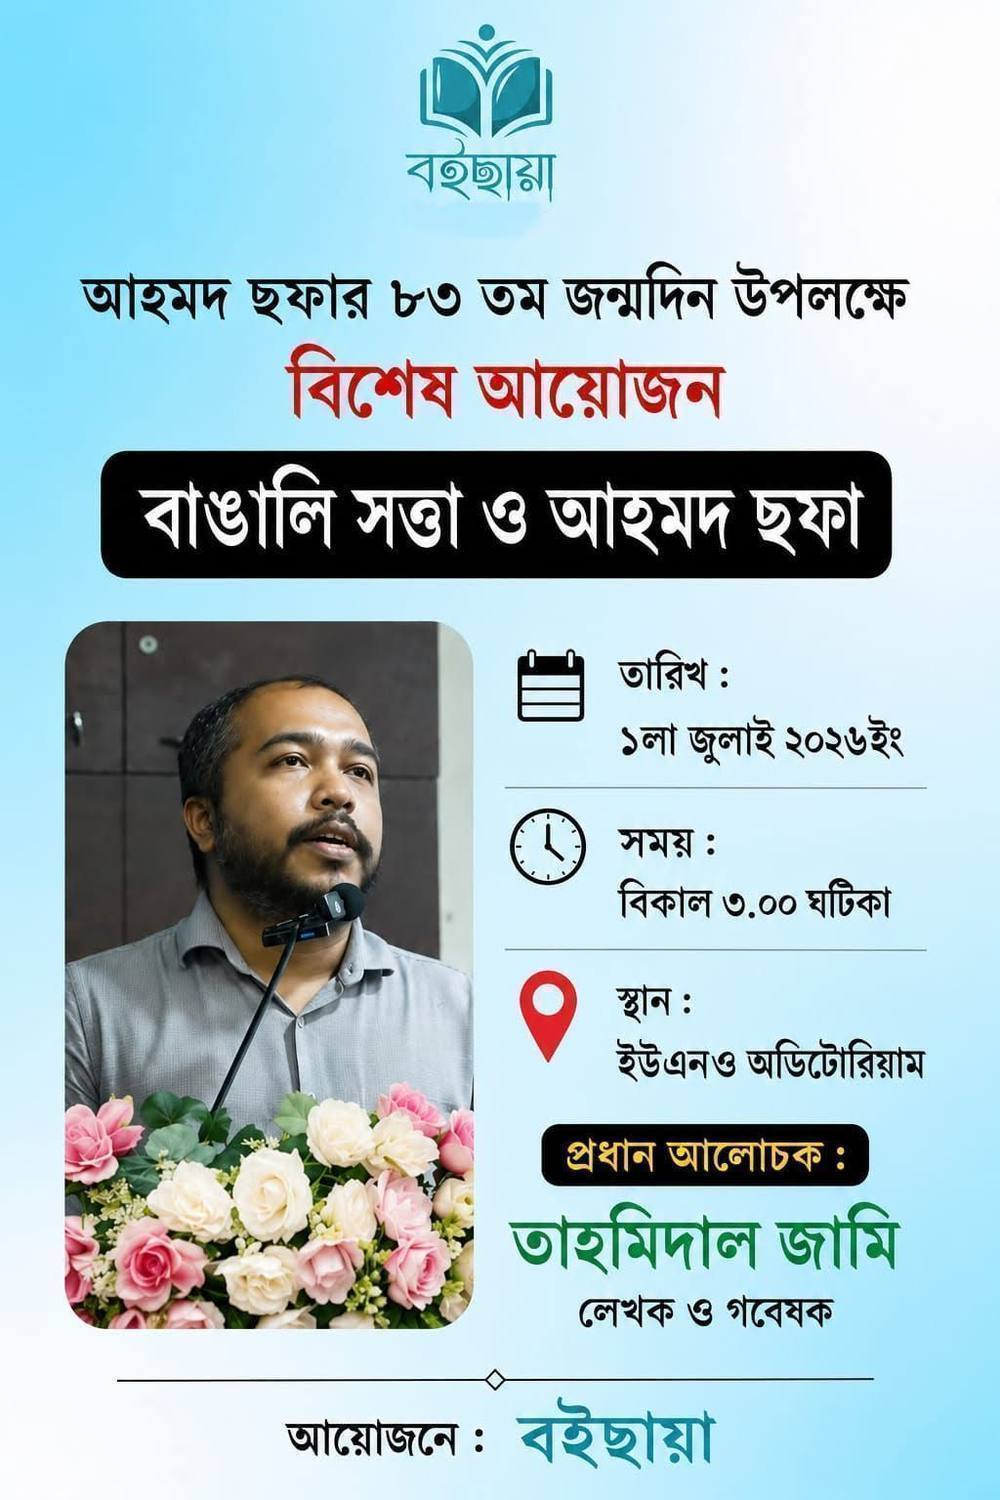 বইছায়া
আহমদ ছফার ৮৩ তম জন্মদিন উপলক্ষে
বিশেষ আয়োজন
বাঙালি সত্তা ও আহমদ ছফা
তারিখ :
১লা জুলাই ২০২৬ইং
সময় :
বিকাল ৩.০০ ঘটিকা
স্থান :
ইউএনও অডিটোরিয়াম
প্রধান আলোচক :
তাহমিদাল জামি
লেখক ও গবেষক
আয়োজনে : বইছায়া